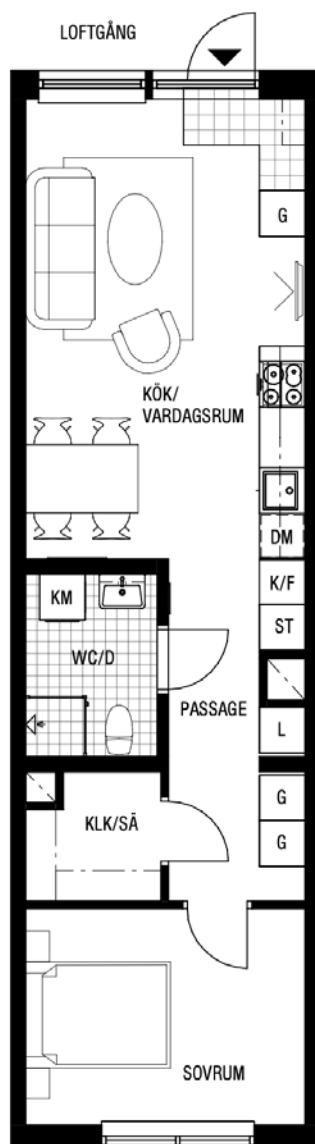 LOFTGÅNG
G
KÖK/
VARDAGSRUM
DM
K/F
ST
KM
WC/D
PASSAGE
L
G
G
KLK/SÄ
SOVRUM